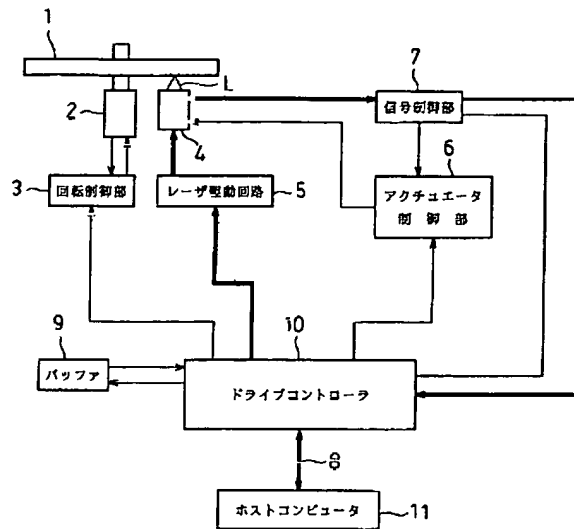 1
L
2
4
7
信号制御部
6
3
回転制御部
レーザ駆動回路
5
アクチュエータ
制御部
9
バッファ
10
ドライブコントローラ
8
ホストコンピュータ
11